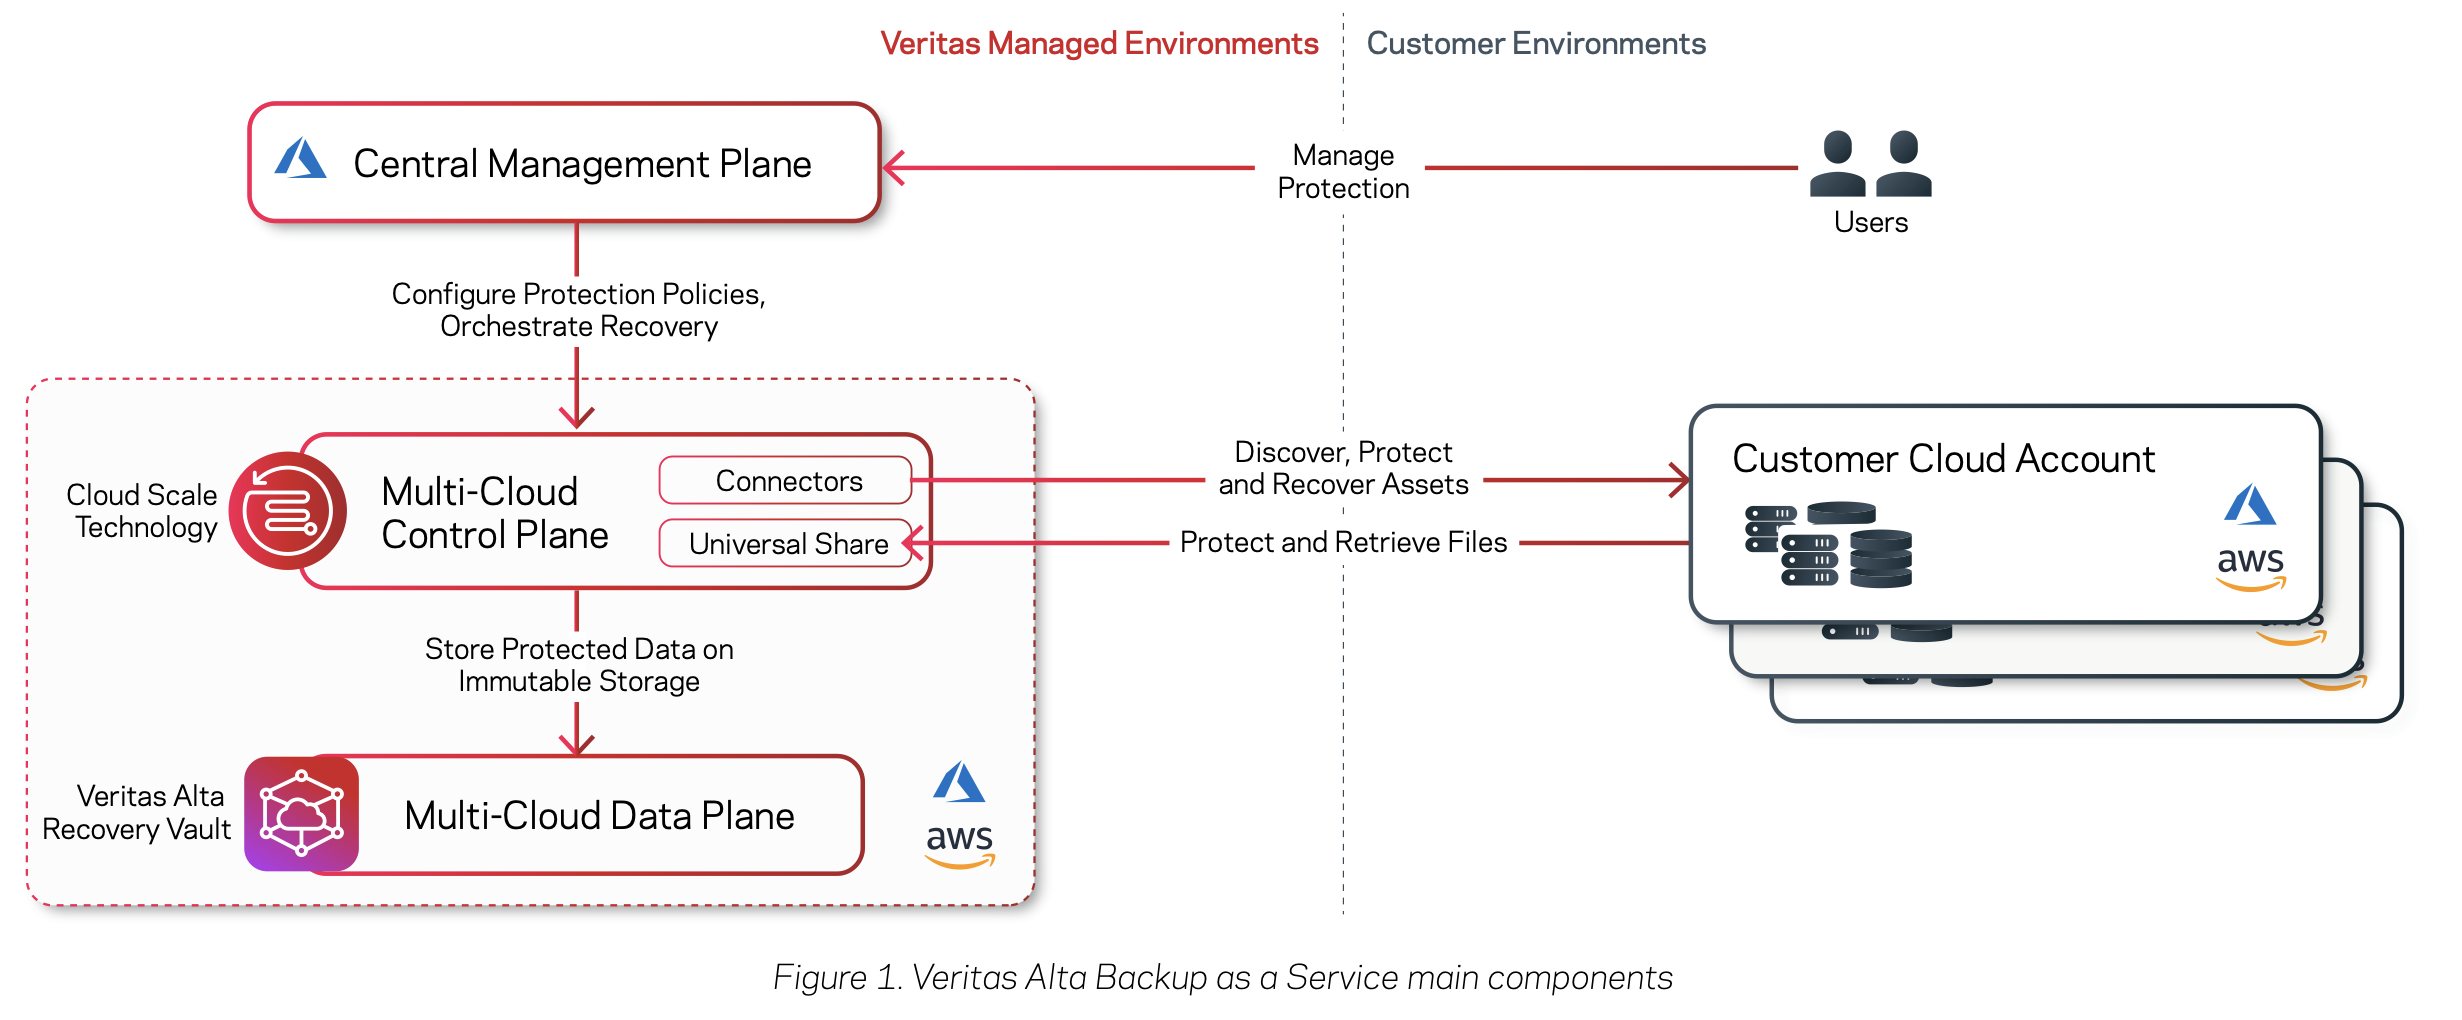 Veritas Managed Environments
Customer Environments
Central Management Plane
Manage
Protection
Users
Configure Protection Policies,
Orchestrate Recovery
Cloud Scale
Technology
Multi-Cloud
Control Plane
Connectors
Universal Share
Discover, Protect
and Recover Assets
Protect and Retrieve Files
Customer Cloud Account
aws
Store Protected Data on
Immutable Storage
Veritas Alta
Recovery Vault
Multi-Cloud Data Plane
aws
Figure 1. Veritas Alta Backup as a Service main components